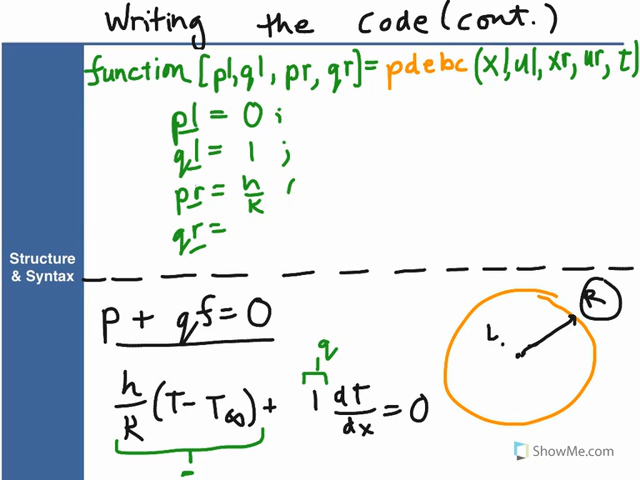 Writing the code (cont.)
function [pl,ql, pr, qr]= pdebc (xl,ul, xr, ur, t)
pl = 0 ;
ql = 1 ;
pr = h/k (
qr =
Structure
& Syntax
p + qf = 0
R
L.
q
h/k (T - T∞) + 1 dT/dx = 0
ShowMe.com